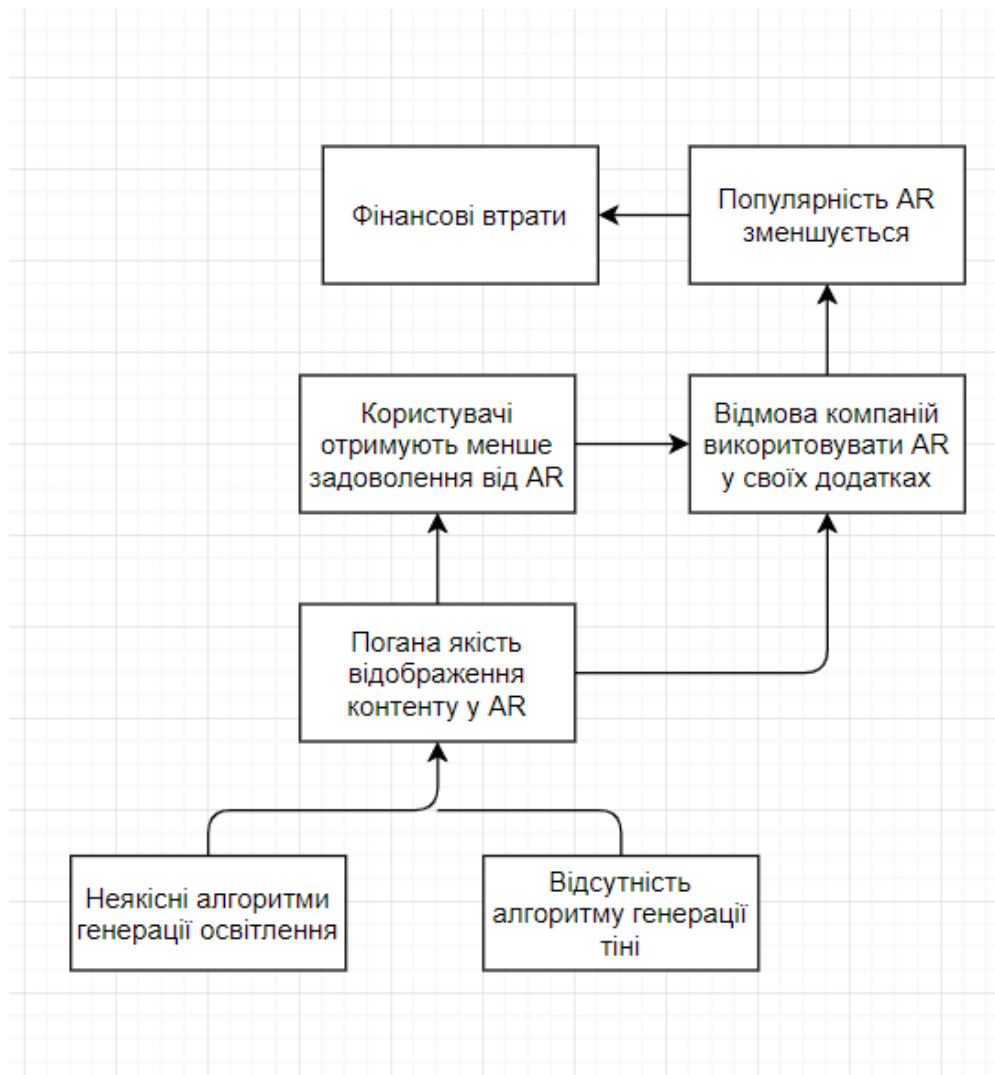 Фінансові втрати
Популярність AR
зменшується
Користувачі
отримують менше
задоволення від AR
Відмова компаній
викоритовувати AR
у своїх додатках
Погана якість
відображення
контенту у AR
Неякісні алгоритми
генерації освітлення
Відсутність
алгоритму генерації
тіні